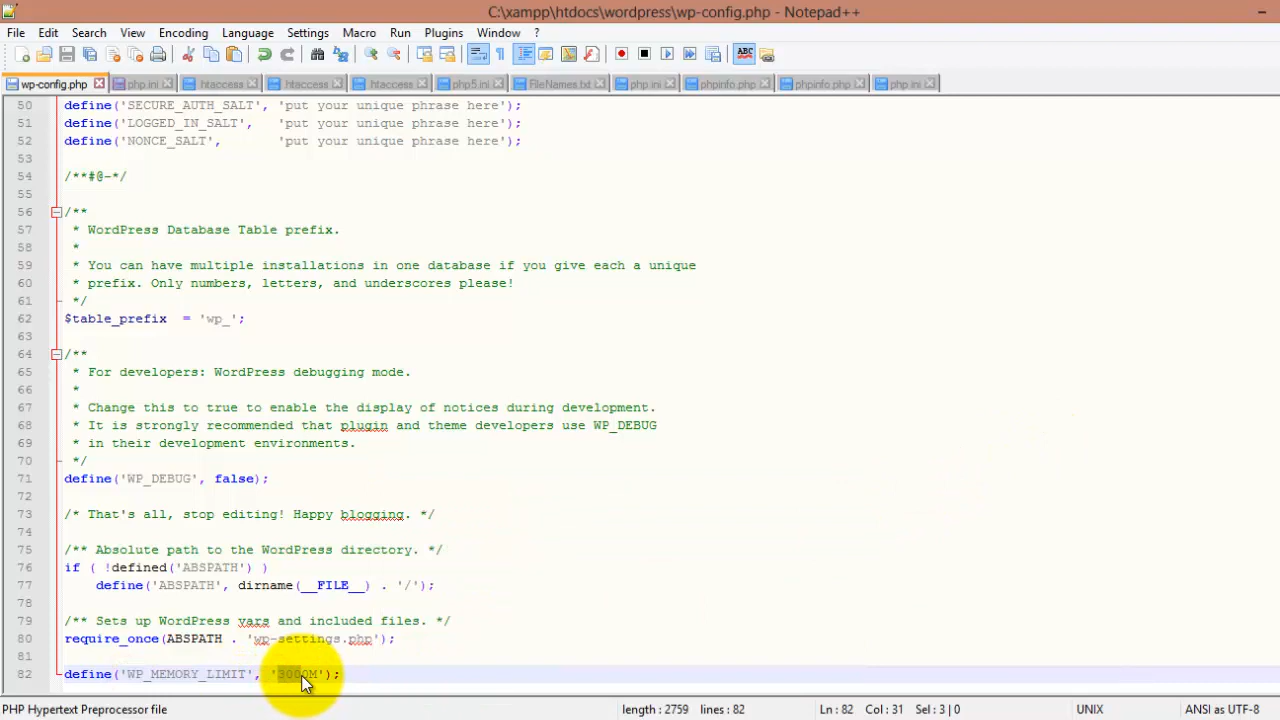 C:\xampp\htdocs\wordpress\wp-config.php - Notepad++
File Edit Search View Encoding Language Settings Macro Run Plugins Window ?
wp-config.php php.ini htaccess htaccess htaccess php5.ini FileNames.txt php.ini phpinfo.php phpinfo.php php.ini
50 define('SECURE_AUTH_SALT', 'put your unique phrase here');
51 define('LOGGED_IN_SALT', 'put your unique phrase here');
52 define('NONCE_SALT', 'put your unique phrase here');
53
54 /**#@-*/
55
56 /**
57 * WordPress Database Table prefix.
58 *
59 * You can have multiple installations in one database if you give each a unique
60 * prefix. Only numbers, letters, and underscores please!
61 */
62 $table_prefix = 'wp_';
63
64 /**
65 * For developers: WordPress debugging mode.
66 *
67 * Change this to true to enable the display of notices during development.
68 * It is strongly recommended that plugin and theme developers use WP_DEBUG
69 * in their development environments.
70 */
71 define('WP_DEBUG', false);
72
73 /* That's all, stop editing! Happy blogging. */
74
75 /** Absolute path to the WordPress directory. */
76 if ( !defined('ABSPATH') )
77 define('ABSPATH', dirname(__FILE__) . '/');
78
79 /** Sets up WordPress vars and included files. */
80 require_once(ABSPATH . 'wp-settings.php');
81
82 define('WP_MEMORY_LIMIT', '3000M');
PHP Hypertext Preprocessor file length : 2759 lines : 82 Ln : 82 Col : 31 Sel : 3 | 0 UNIX ANSI as UTF-8